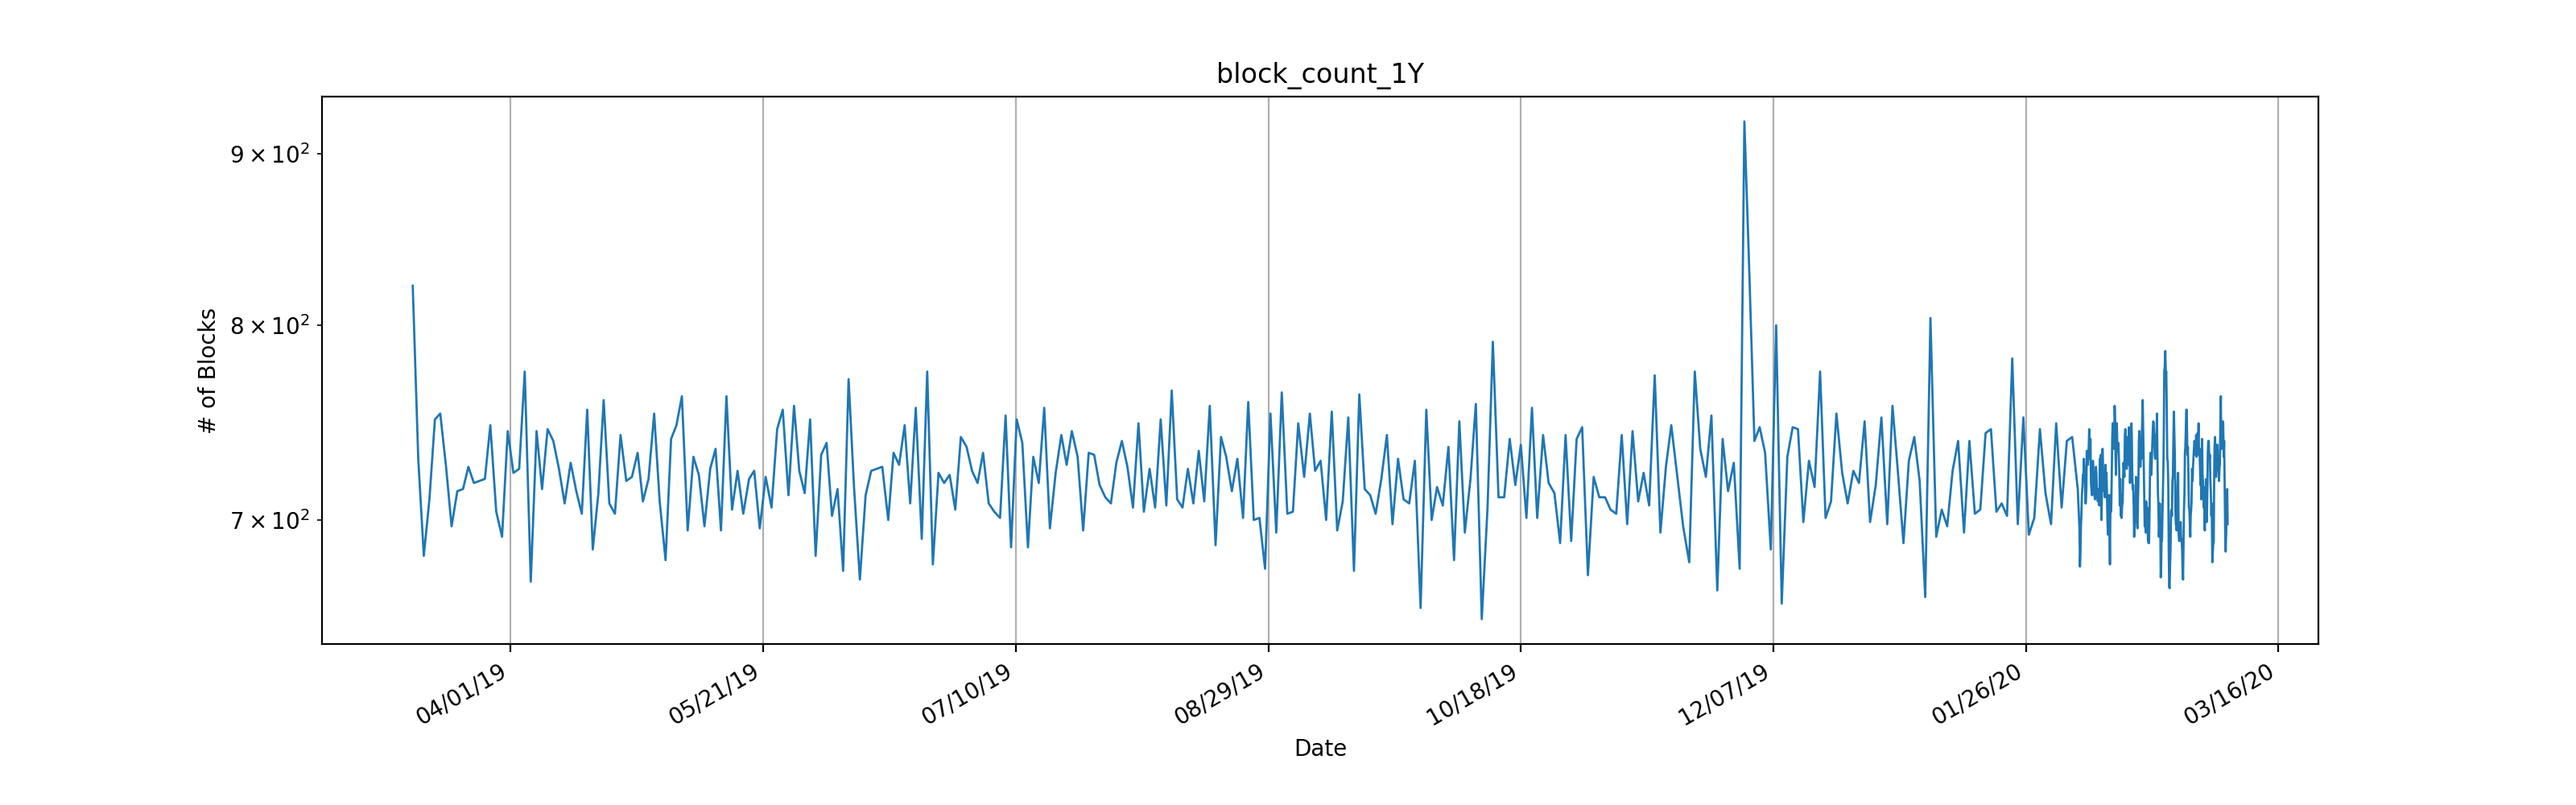 block_count_1Y
9 × 10²
8 × 10²
7 × 10²
# of Blocks
04/01/19
05/21/19
07/10/19
08/29/19
10/18/19
12/07/19
01/26/20
03/16/20
Date